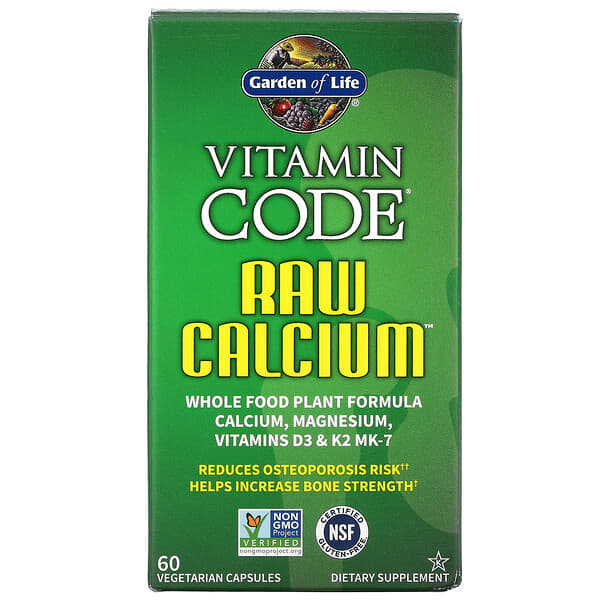 Garden of Life®
VITAMIN
CODE®
RAW
CALCIUM™
WHOLE FOOD PLANT FORMULA
CALCIUM, MAGNESIUM,
VITAMINS D3 & K2 MK-7
REDUCES OSTEOPOROSIS RISK††
HELPS INCREASE BONE STRENGTH†
NON
GMO
Project
VERIFIED
nongmoproject.org
CERTIFIED
NSF
GLUTEN-FREE
60
VEGETARIAN CAPSULES
K
DIETARY SUPPLEMENT